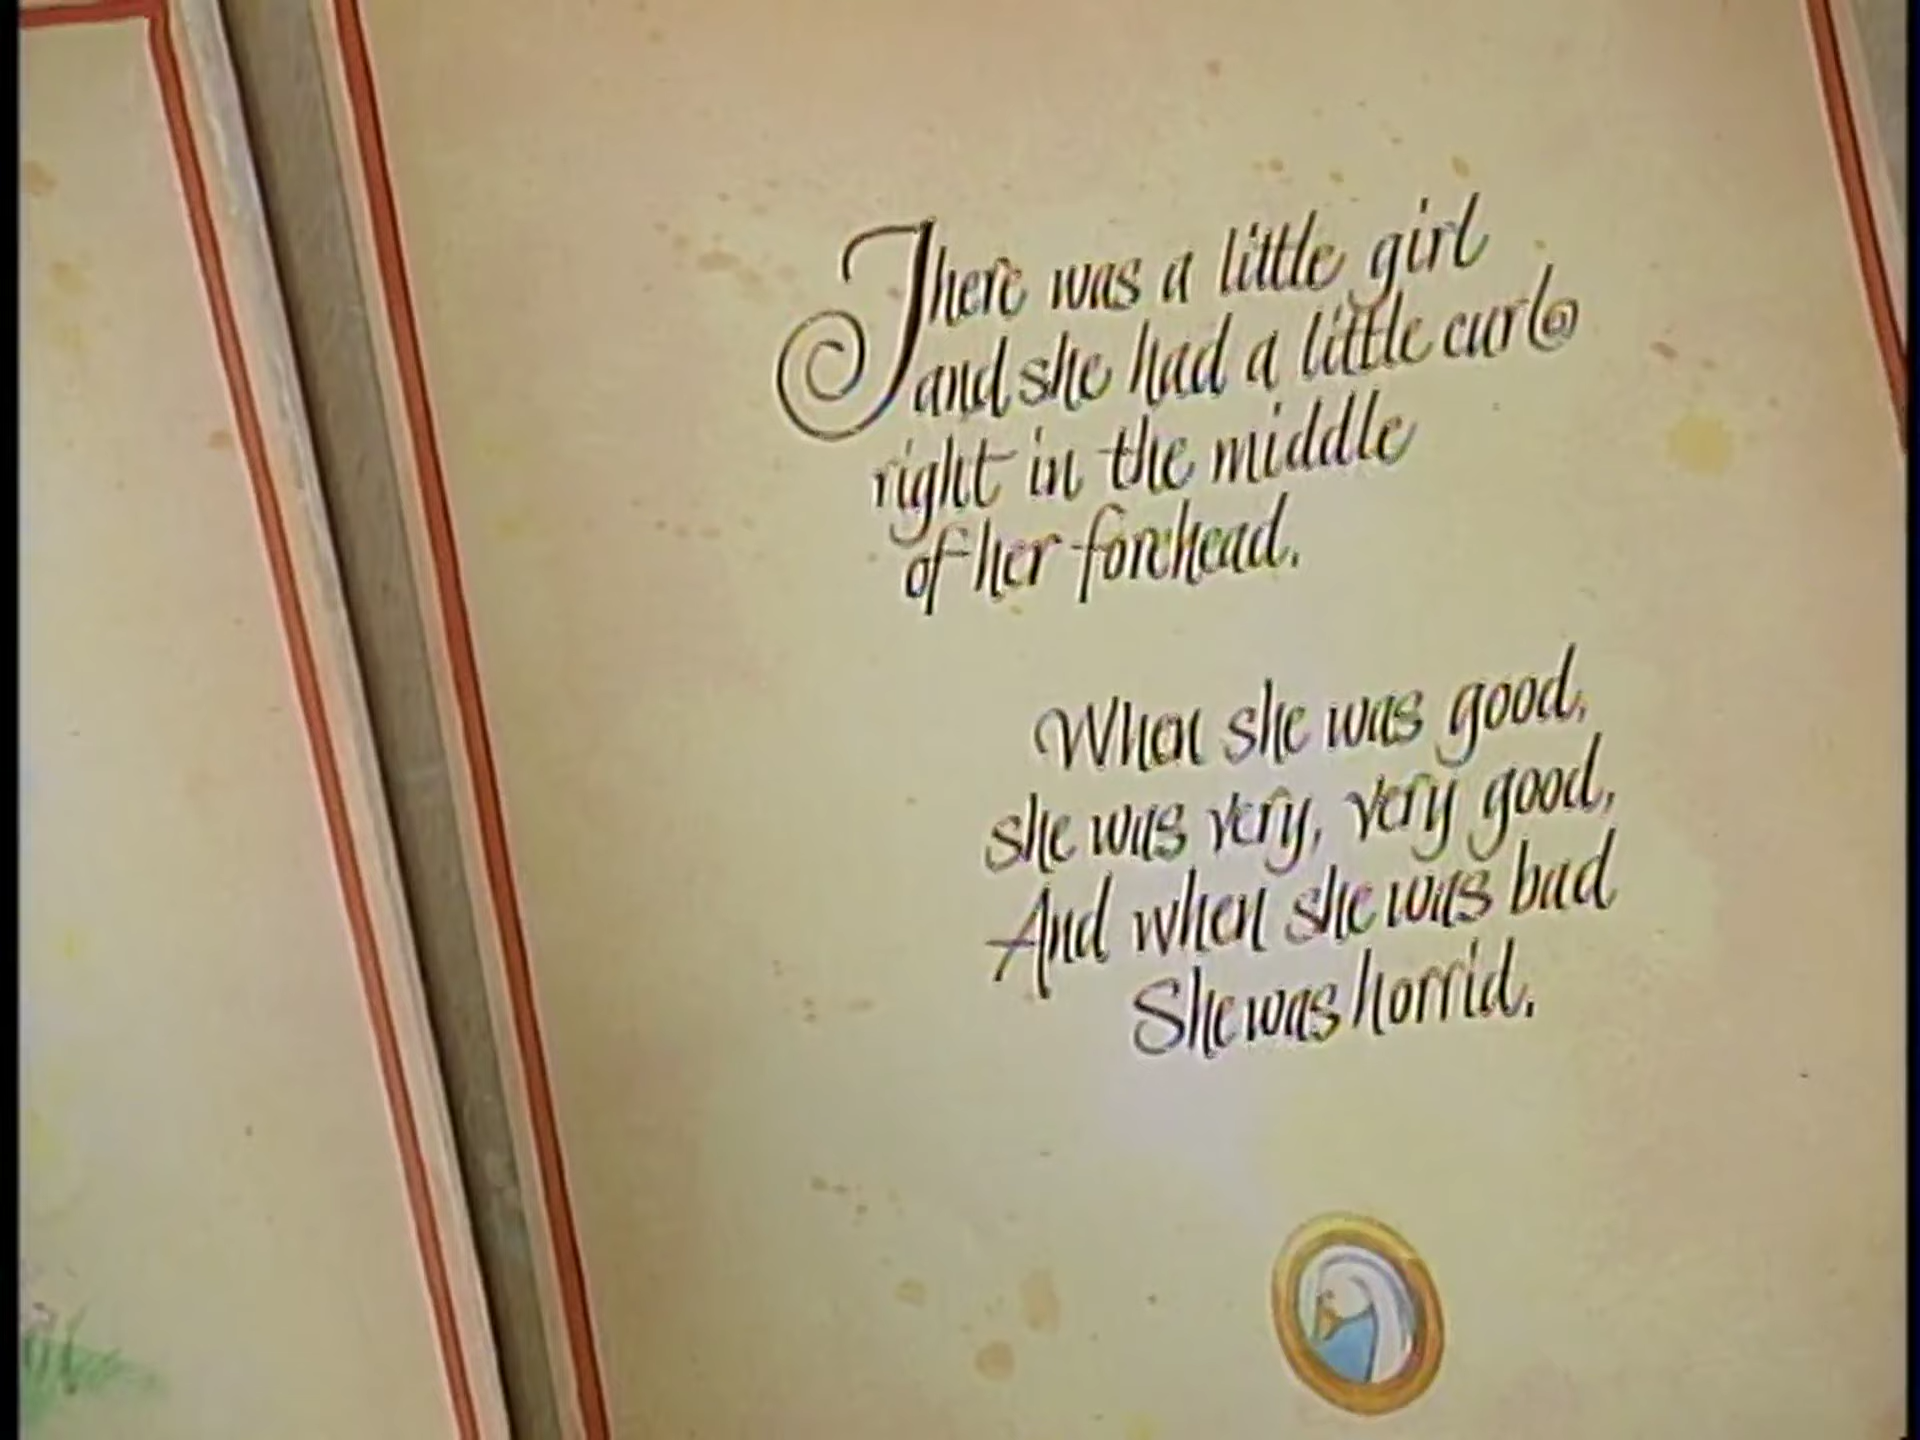 There was a little girl
and she had a little curl
right in the middle
of her forehead.
When she was good,
she was very, very good,
And when she was bad
She was horrid.